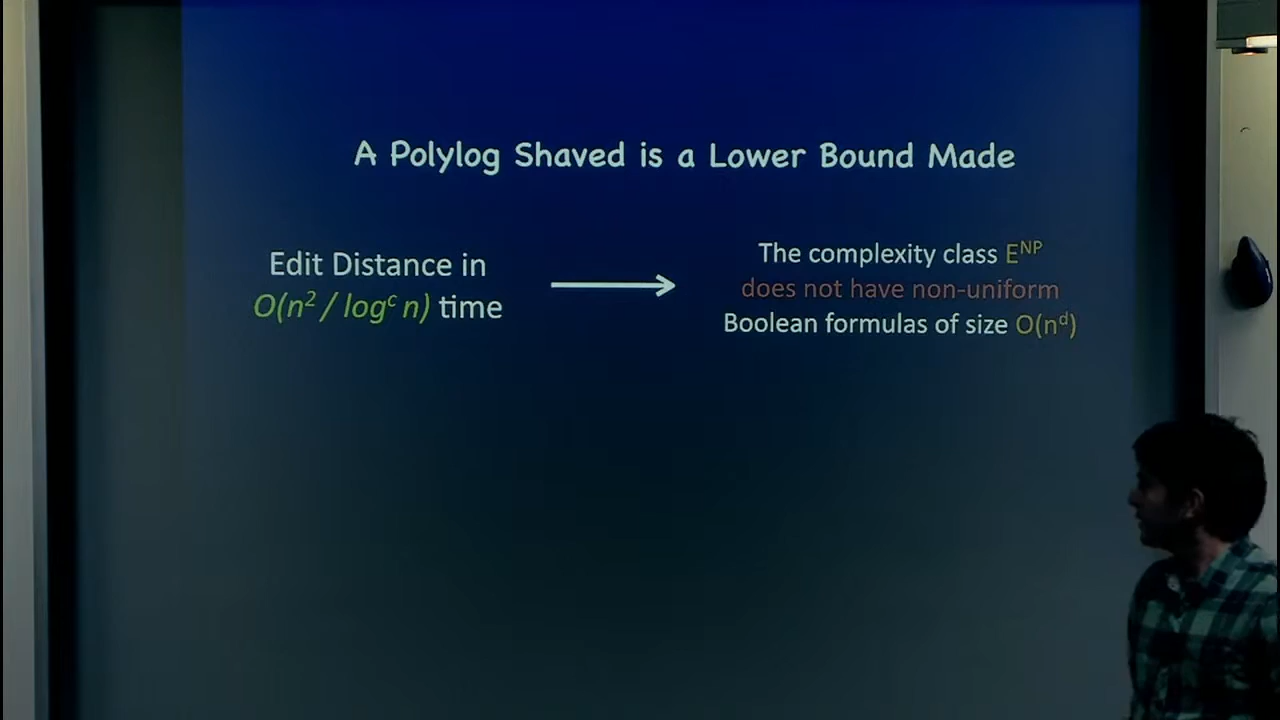 A Polylog Shaved is a Lower Bound Made
Edit Distance in
O(n² / logᶜ n) time
The complexity class Eᴺᴾ
does not have non-uniform
Boolean formulas of size O(nᵈ)